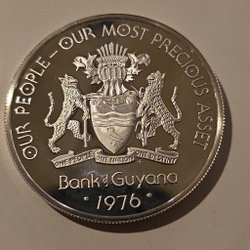 OUR PEOPLE - OUR MOST PRECIOUS ASSET
ONE PEOPLE ONE NATION ONE DESTINY
Bank of Guyana
• 1976 •